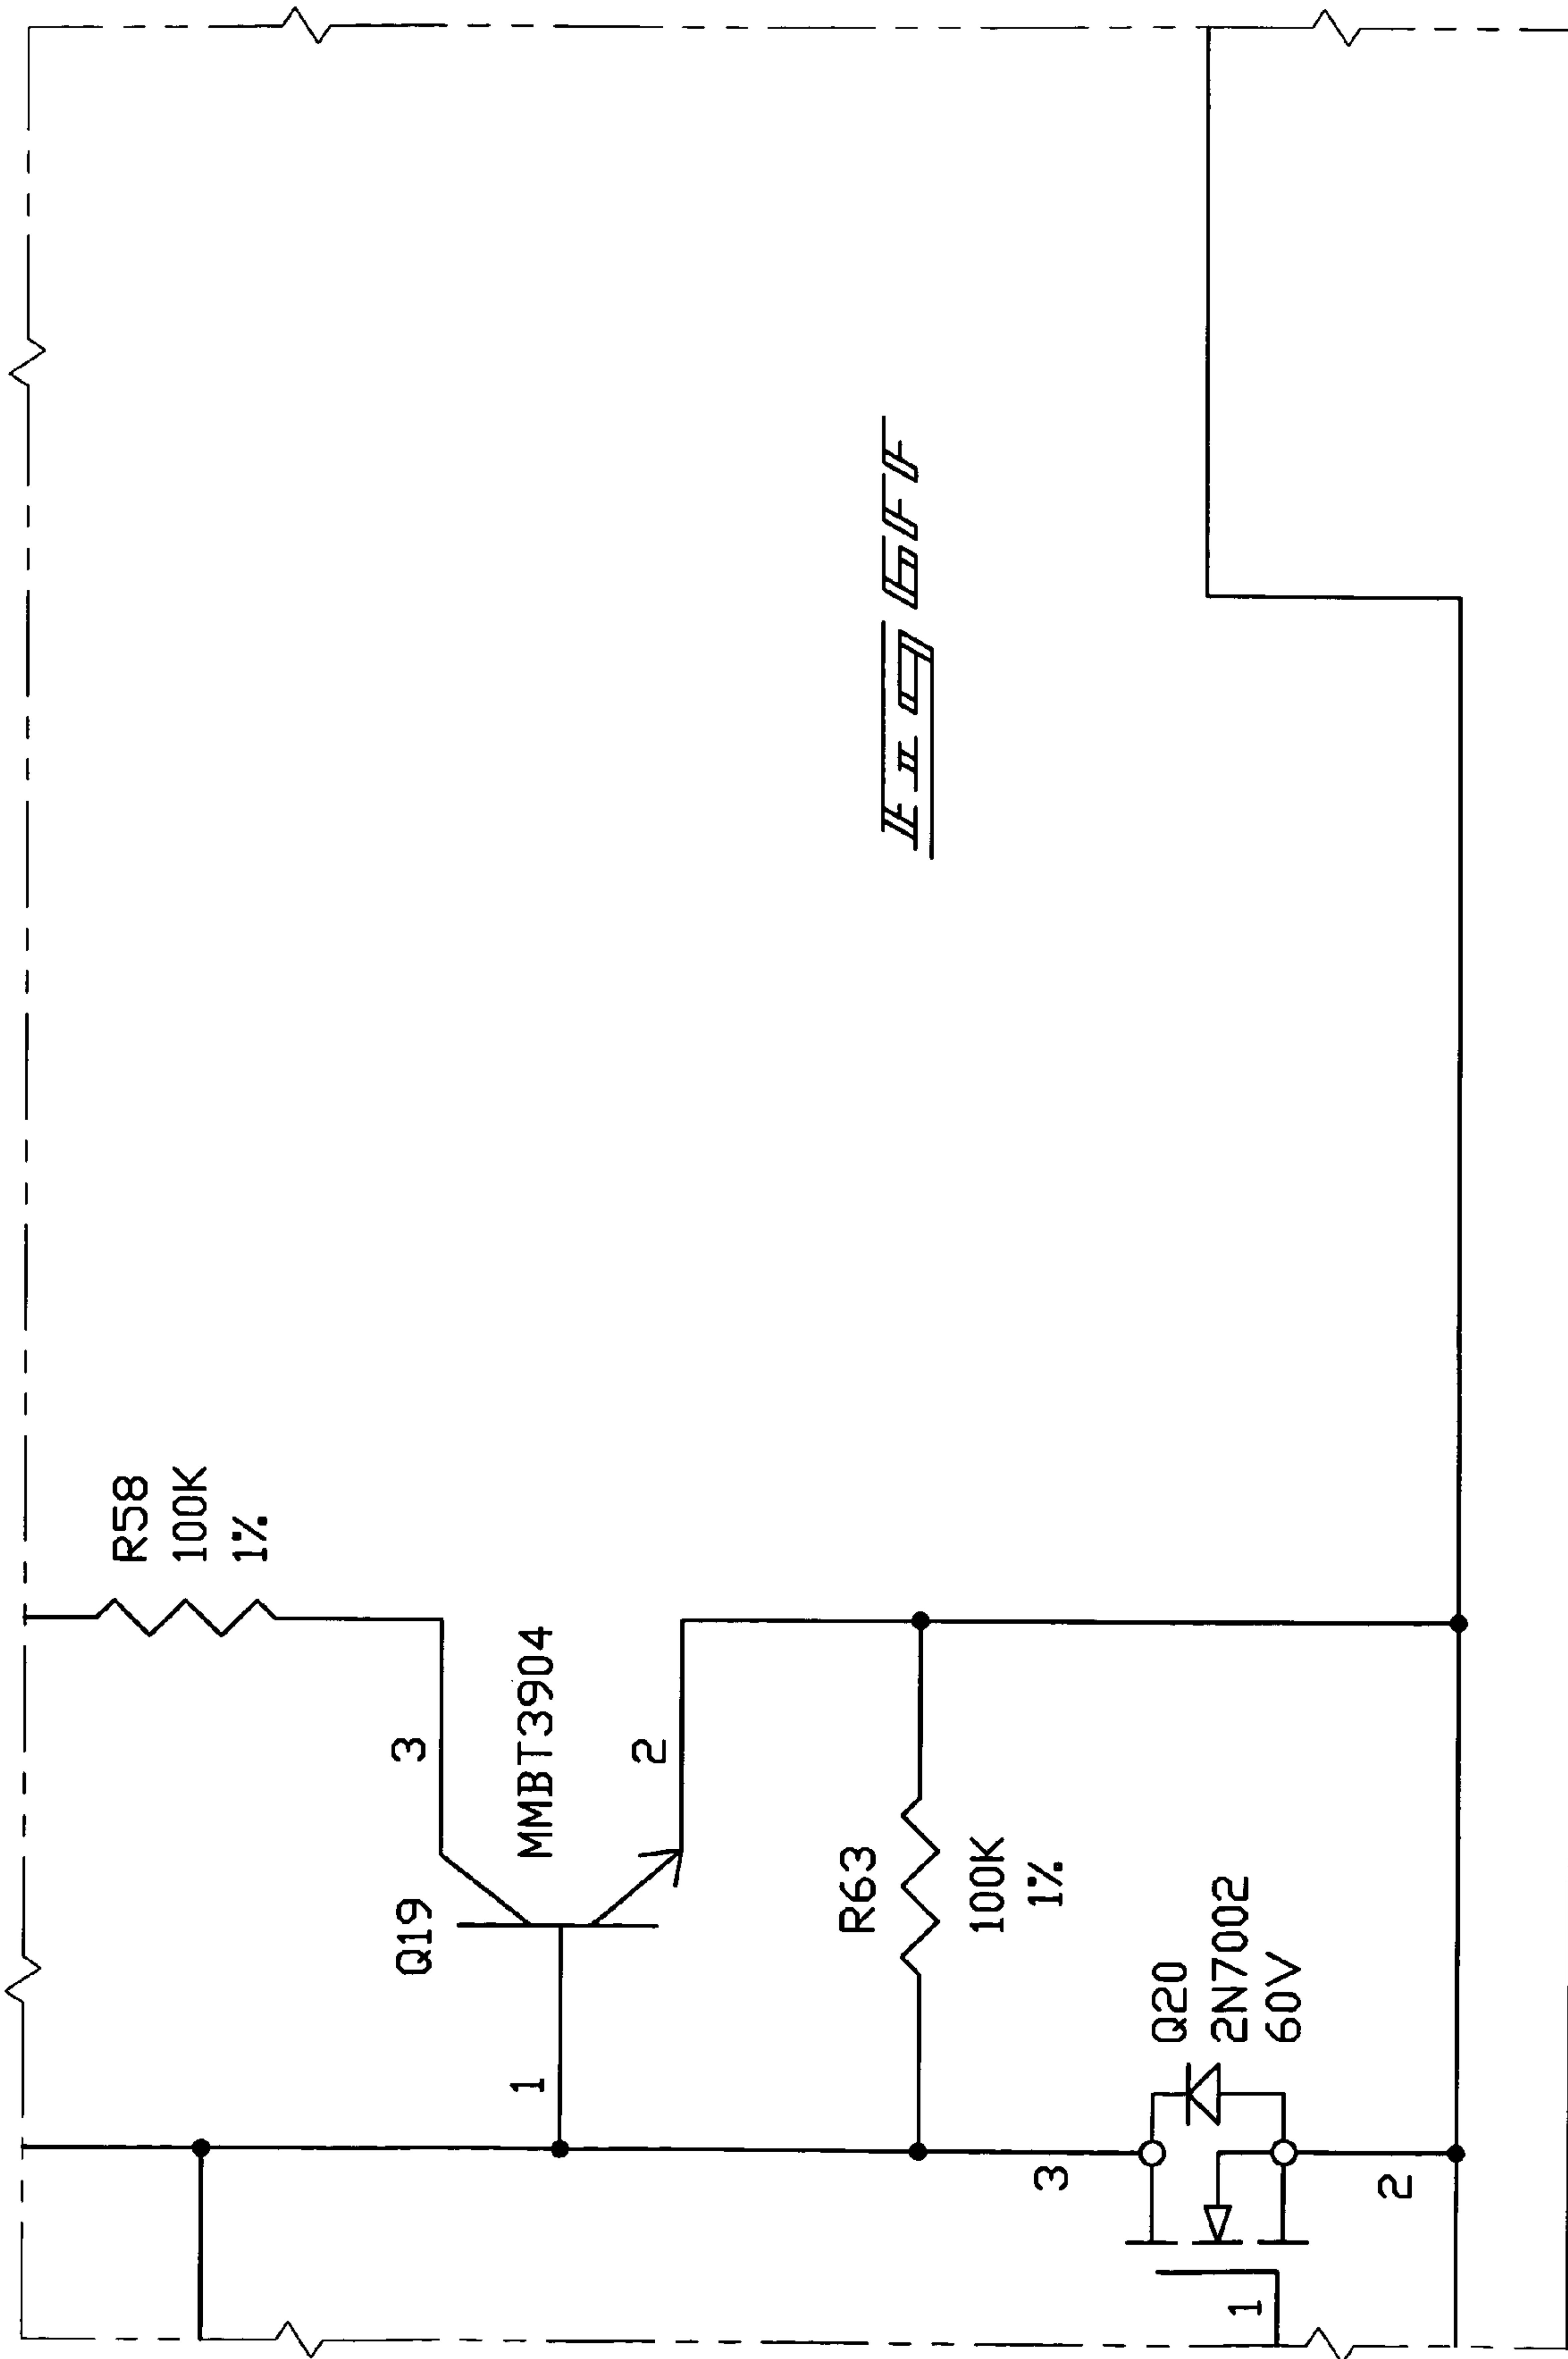 R58
100K
1%
3
MMBT3904
2
Q19
1
R63
100K
1%
Q20
2N7002
60V
3
2
1
FIG 6FF